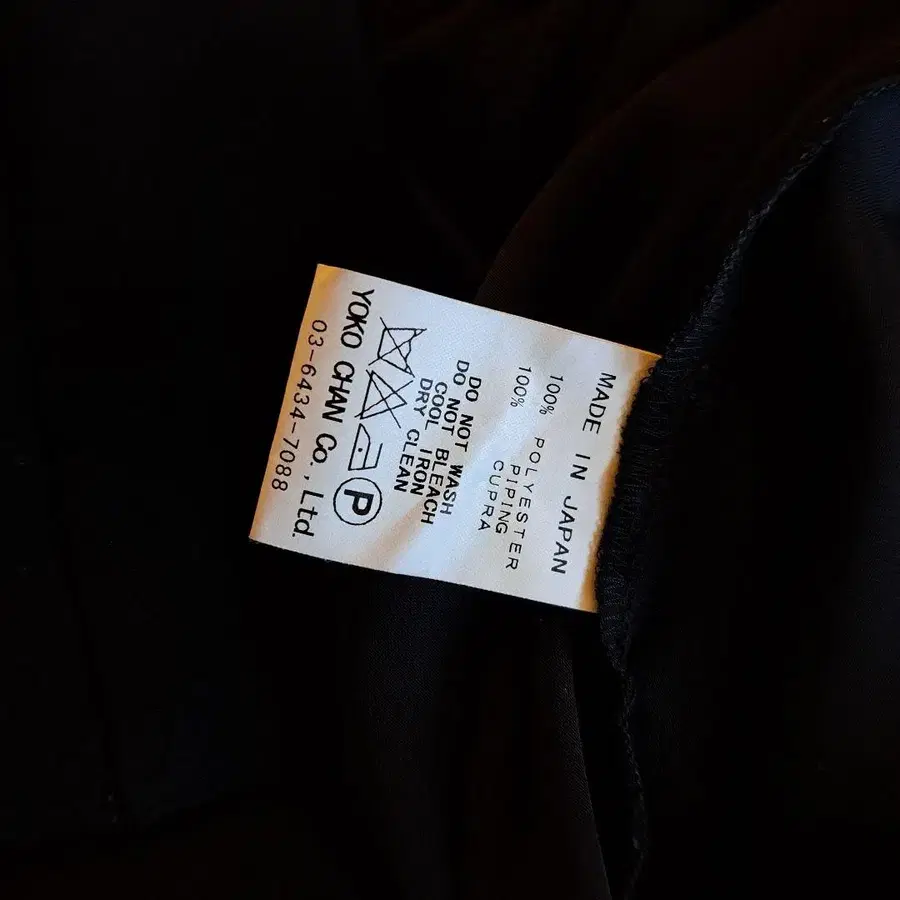 MADE IN JAPAN
100% POLYESTER
PIPING
100% CUPRA
DO NOT WASH
DO NOT BLEACH
COOL IRON
DRY CLEAN
P
YOKO CHAN Co., Ltd.
03-6434-7088